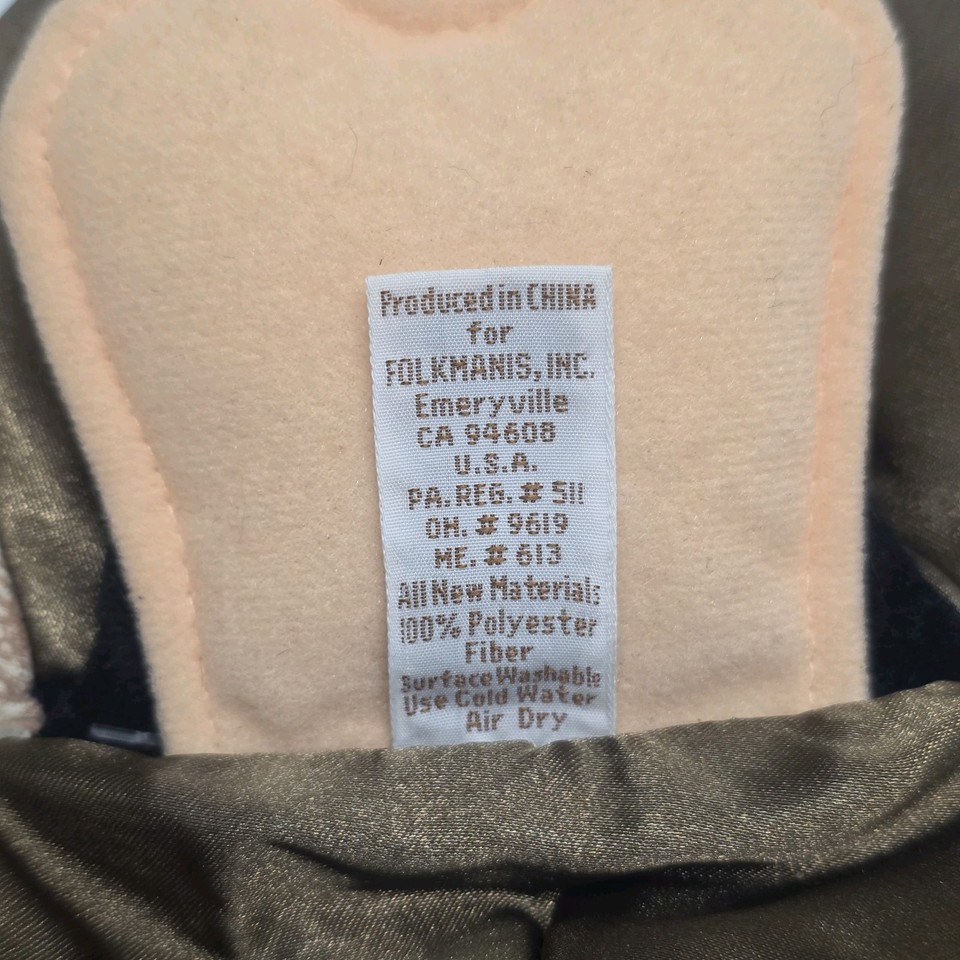 Produced in CHINA
for
FOLKMANIS, INC.
Emeryville
CA 94608
U.S.A.
PA. REG. # 511
OH. # 9619
ME. # 613
All New Materials
100% Polyester
Fiber
Surface Washable
Use Cold Water
Air Dry